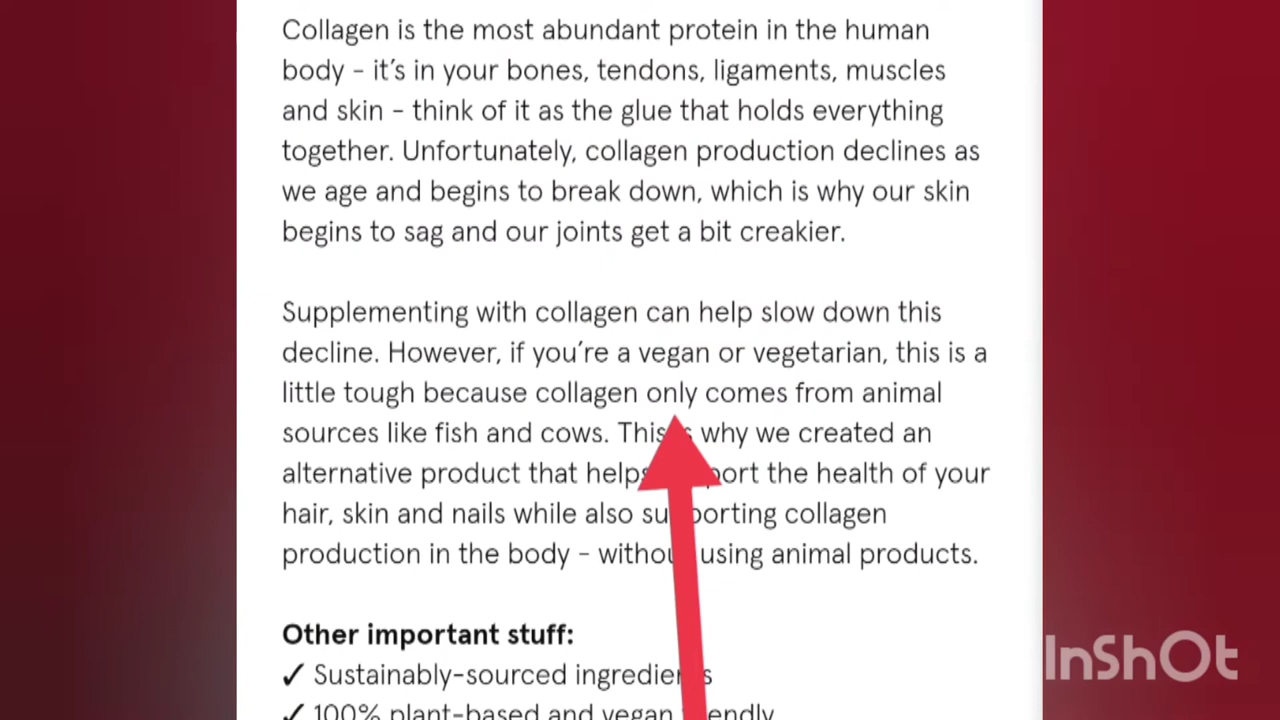 Collagen is the most abundant protein in the human
body - it's in your bones, tendons, ligaments, muscles
and skin - think of it as the glue that holds everything
together. Unfortunately, collagen production declines as
we age and begins to break down, which is why our skin
begins to sag and our joints get a bit creakier.
Supplementing with collagen can help slow down this
decline. However, if you're a vegan or vegetarian, this is a
little tough because collagen only comes from animal
sources like fish and cows. This is why we created an
alternative product that helps support the health of your
hair, skin and nails while also supporting collagen
production in the body - without using animal products.
Other important stuff:
✓ Sustainably-sourced ingredients
✓ 100% plant-based and vegan friendly
InShOt